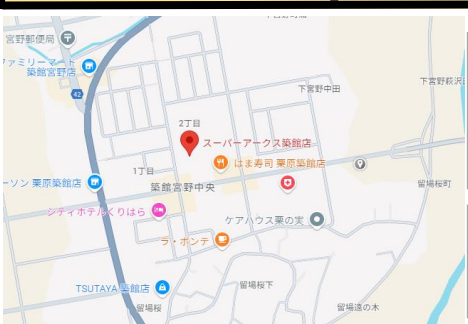 宮野郵便局
ファミリーマート
築館宮野店
42
下宮野中田
下宮野萩沢
2丁目
スーパーアークス築館店
はま寿司 栗原築館店
1丁目
ーソン 栗原築館店
築館宮野中央
留場桜町
シティホテルくりはら
ケアハウス栗の実
ラ・ポンテ
TSUTAYA 築館店
留場桜下
留場桜
留場遠の木